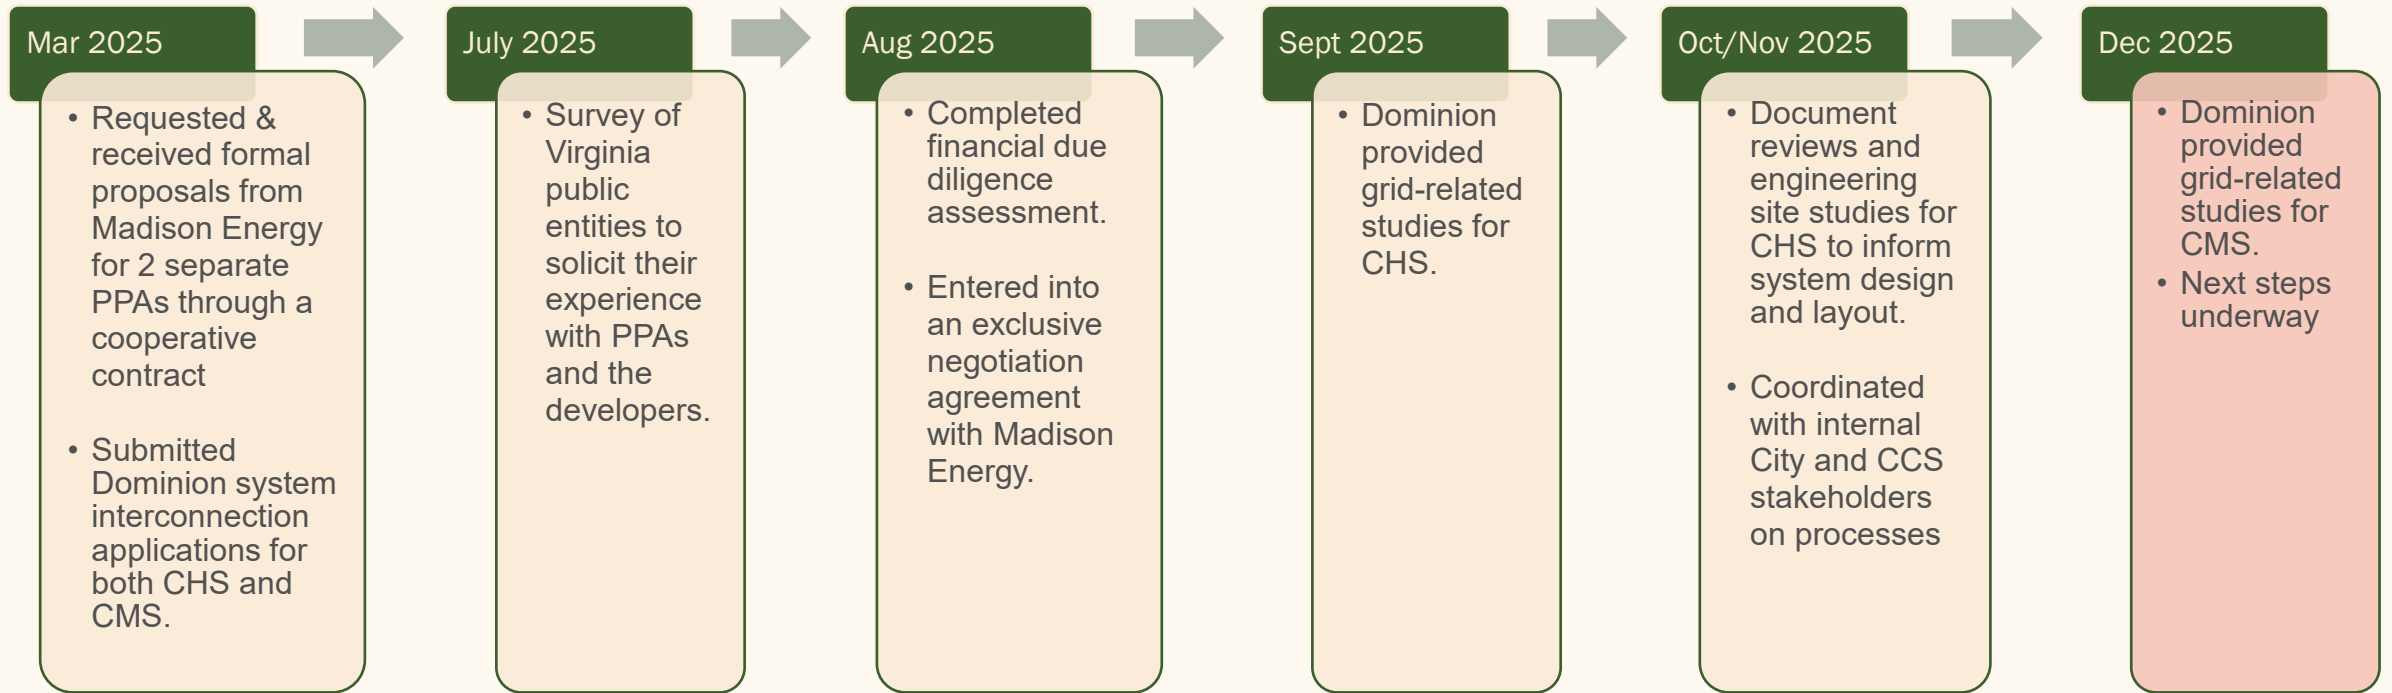 Mar 2025
• Requested &
received formal
proposals from
Madison Energy
for 2 separate
PPAs through a
cooperative
contract
• Submitted
Dominion system
interconnection
applications for
both CHS and
CMS.
July 2025
• Survey of
Virginia
public
entities to
solicit their
experience
with PPAs
and the
developers.
Aug 2025
• Completed
financial due
diligence
assessment.
• Entered into
an exclusive
negotiation
agreement
with Madison
Energy.
Sept 2025
• Dominion
provided
grid-related
studies for
CHS.
Oct/Nov 2025
• Document
reviews and
engineering
site studies for
CHS to inform
system design
and layout.
• Coordinated
with internal
City and CCS
stakeholders
on processes
Dec 2025
• Dominion
provided
grid-related
studies for
CMS.
• Next steps
underway